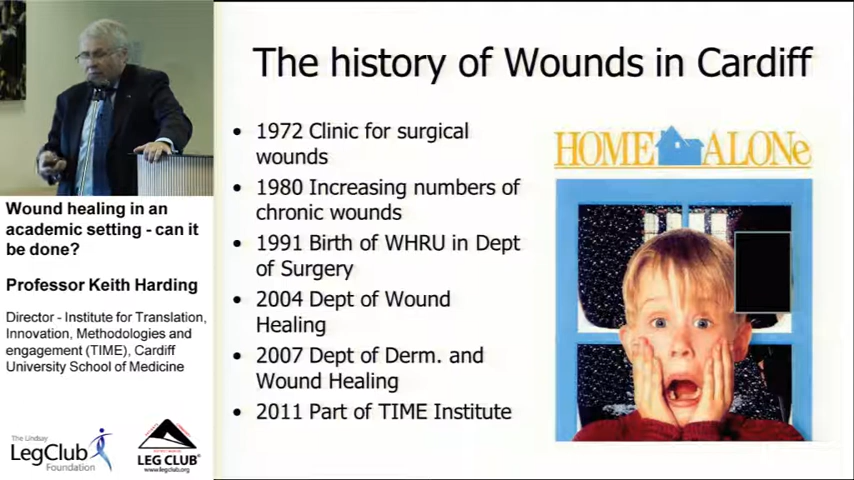 Wound healing in an
academic setting - can it
be done?
Professor Keith Harding
Director - Institute for Translation,
Innovation, Methodologies and
engagement (TIME), Cardiff
University School of Medicine
The Lindsay
LegClub
Foundation
LEG CLUB®
www.legclub.org
The history of Wounds in Cardiff
• 1972 Clinic for surgical
wounds
• 1980 Increasing numbers of
chronic wounds
• 1991 Birth of WHRU in Dept
of Surgery
• 2004 Dept of Wound
Healing
• 2007 Dept of Derm. and
Wound Healing
• 2011 Part of TIME Institute
HOME ALONe